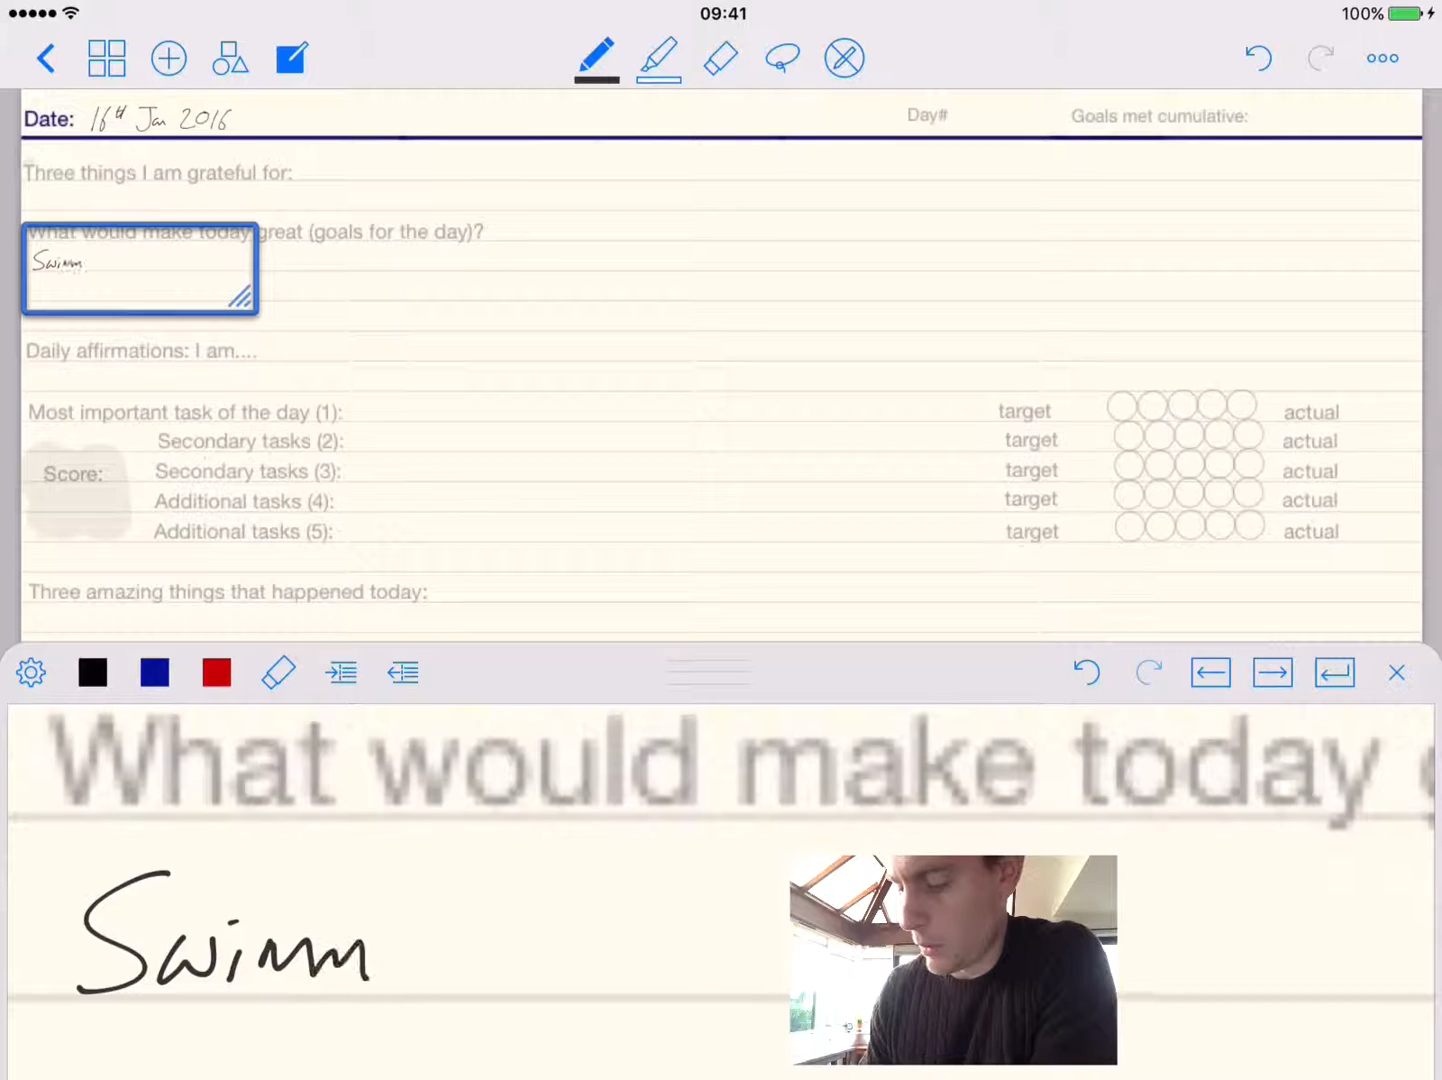 09:41
100%
Date: 16th Jan 2016 Day# Goals met cumulative:
Three things I am grateful for:
What would make today great (goals for the day)?
Swimm
Daily affirmations: I am....
Most important task of the day (1): target actual
Secondary tasks (2): target actual
Score: Secondary tasks (3): target actual
Additional tasks (4): target actual
Additional tasks (5): target actual
Three amazing things that happened today:
What would make today g
Swimm